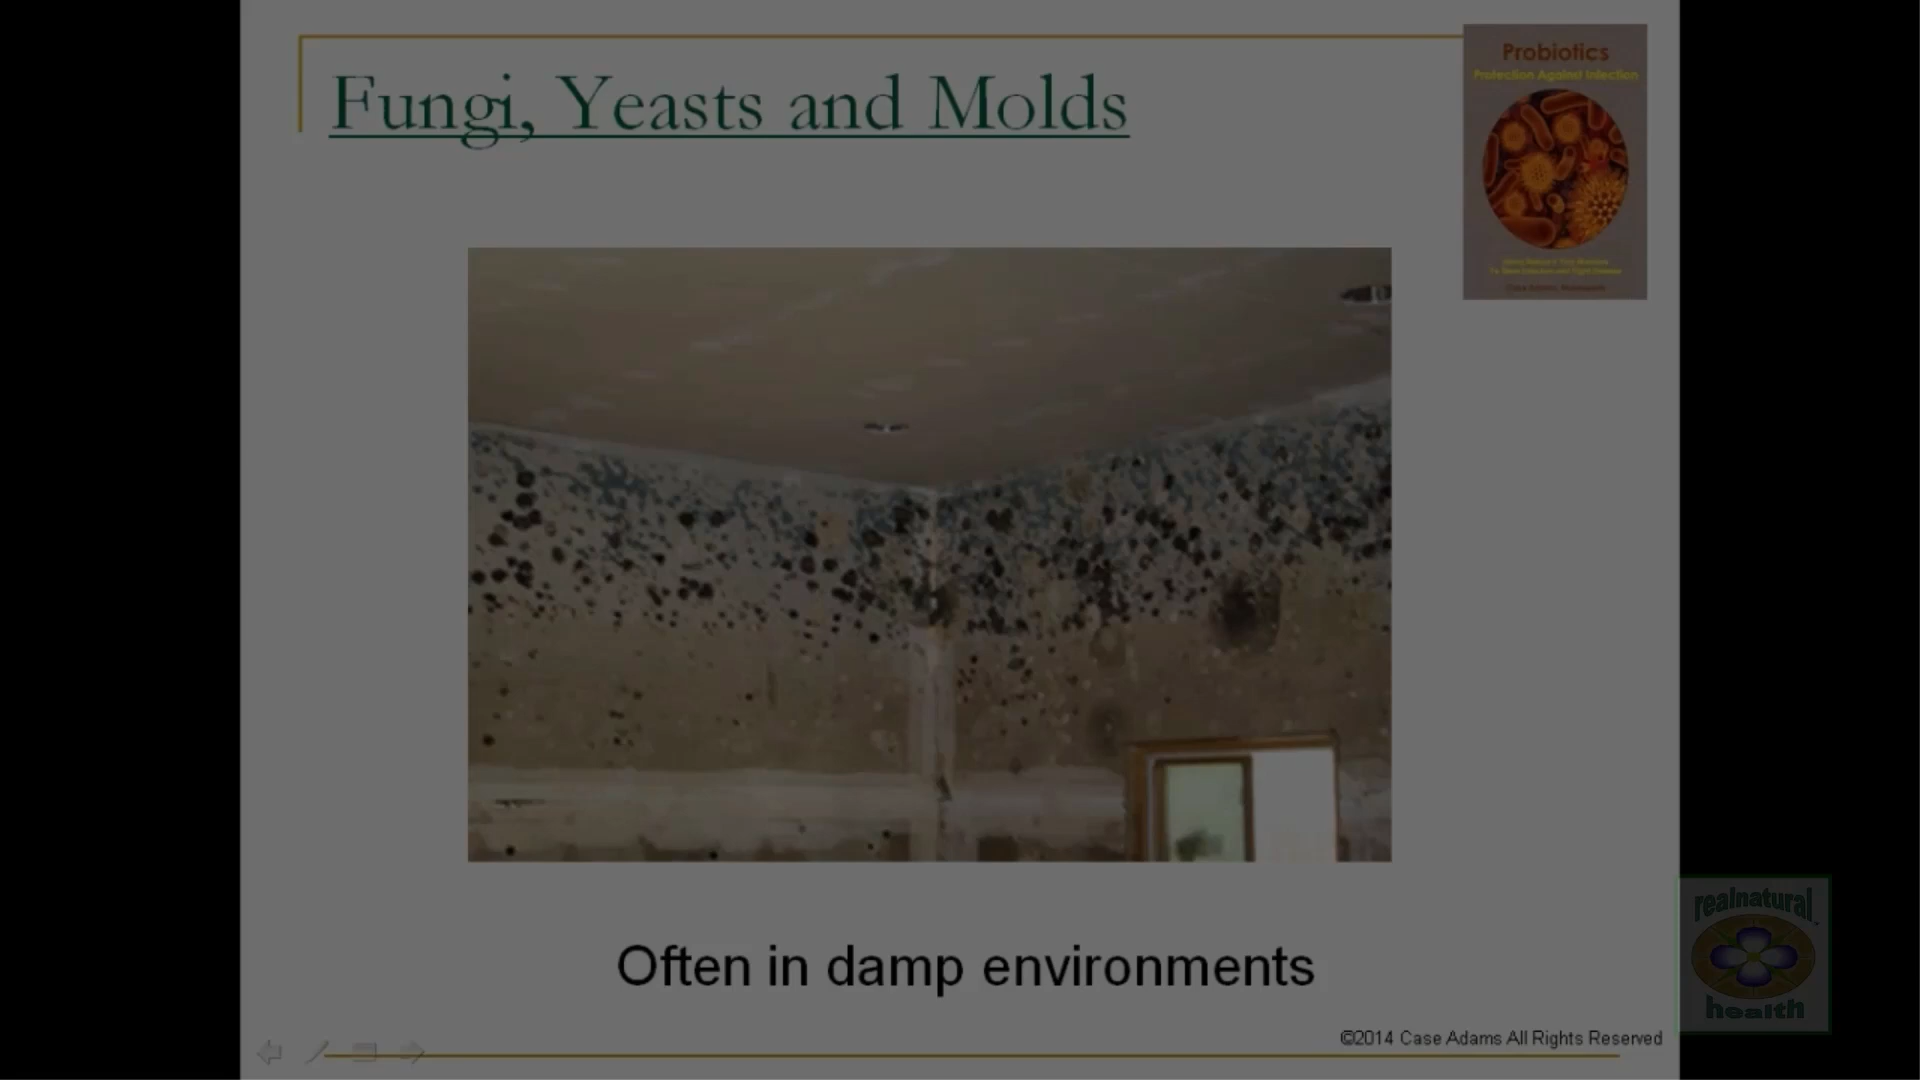 Fungi, Yeasts and Molds
Probiotics
Protection Against Infection
Often in damp environments
realnatural
health
©2014 Case Adams All Rights Reserved